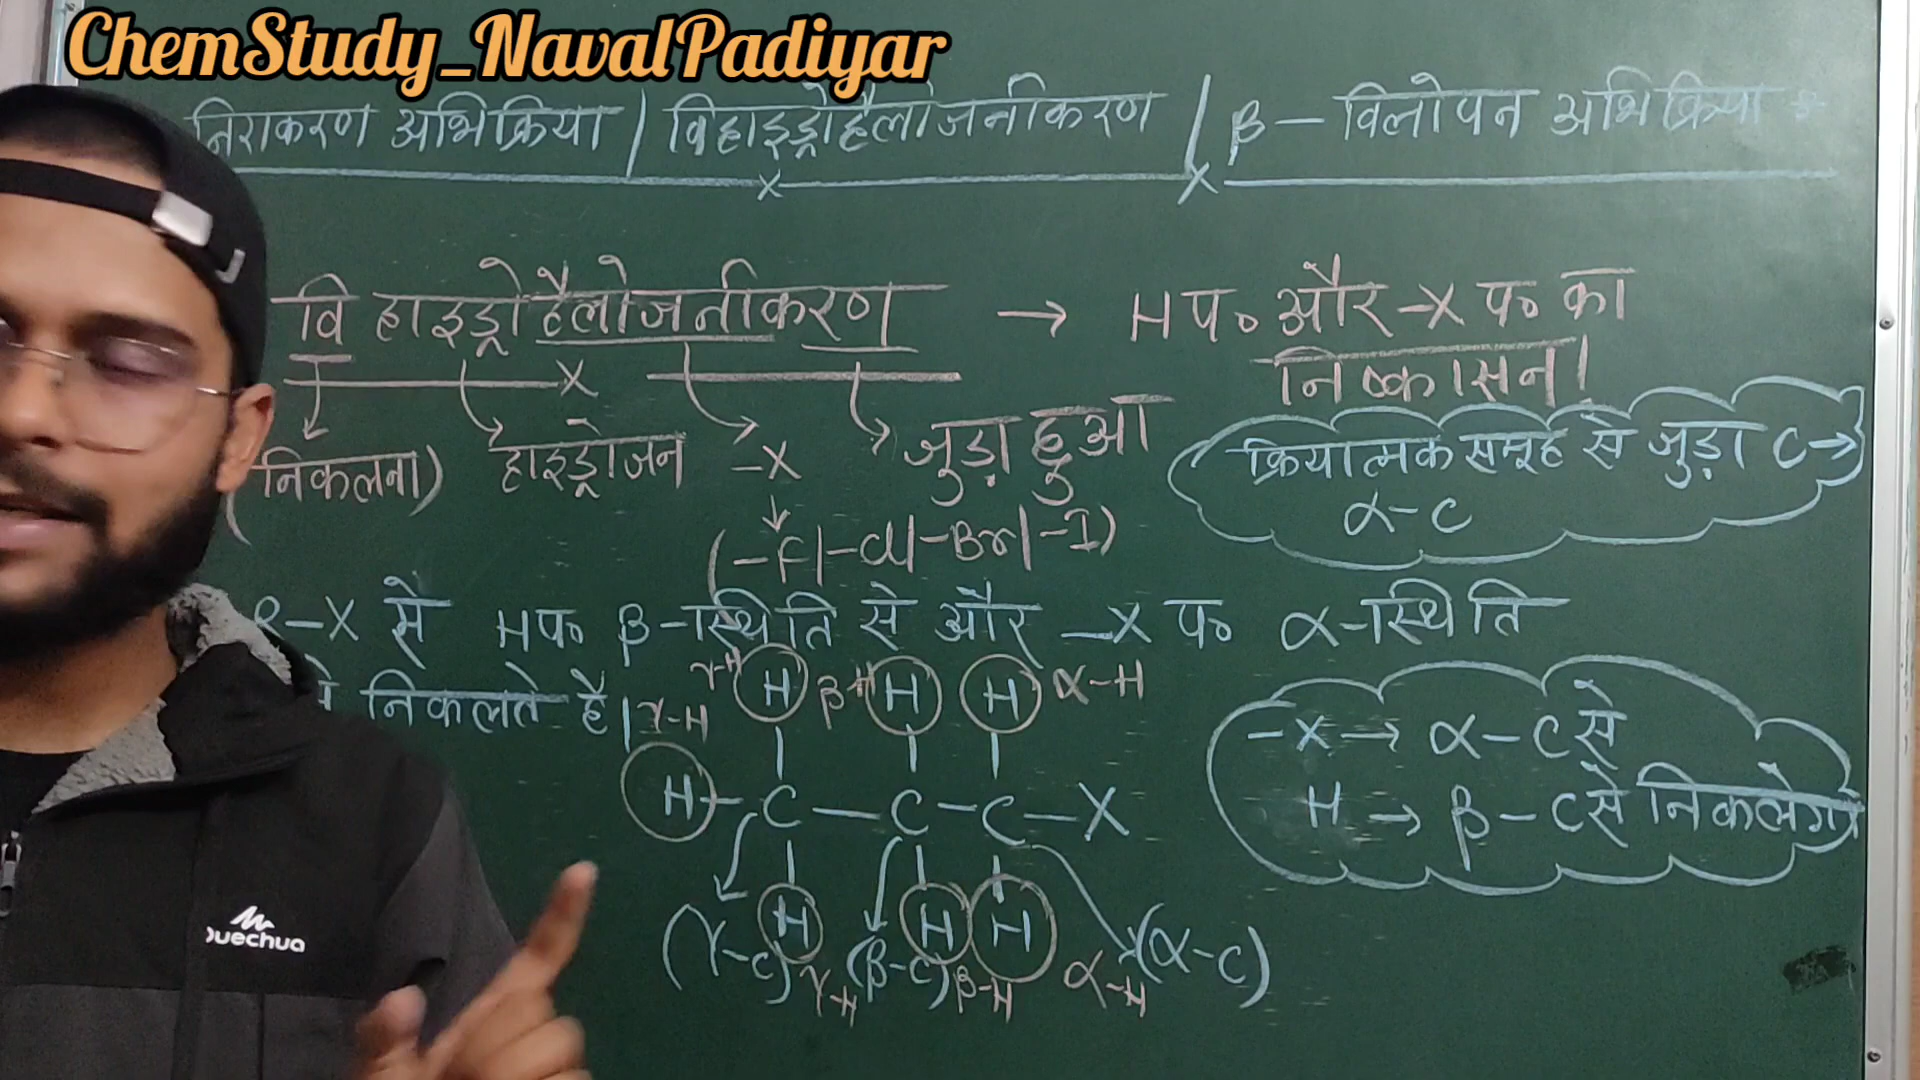 ChemStudy_NavalPadiyar
निराकरण अभिक्रिया / विहाइड्रोहैलोजनीकरण / β – विलोपन अभिक्रिया
वि हाइड्रो हैलोजनीकरण → H प० और -X प० का
निष्कासन।
(निकलना) हाइड्रोजन -X जुड़ा हुआ
क्रियात्मक समूह से जुड़ा C →
α-C
(-F/-Cl/-Br/-I)
R-X में H प० β-स्थिति से और -X प० α-स्थिति
से निकलते है।
γ-H H β-H H H α-H
γ-H
-X → α-C से
H-C-C-C-X
H → β-C से निकलेगा
(γ-C) H (β-C) H H (α-C)
γ-H β-H α-H
Quechua